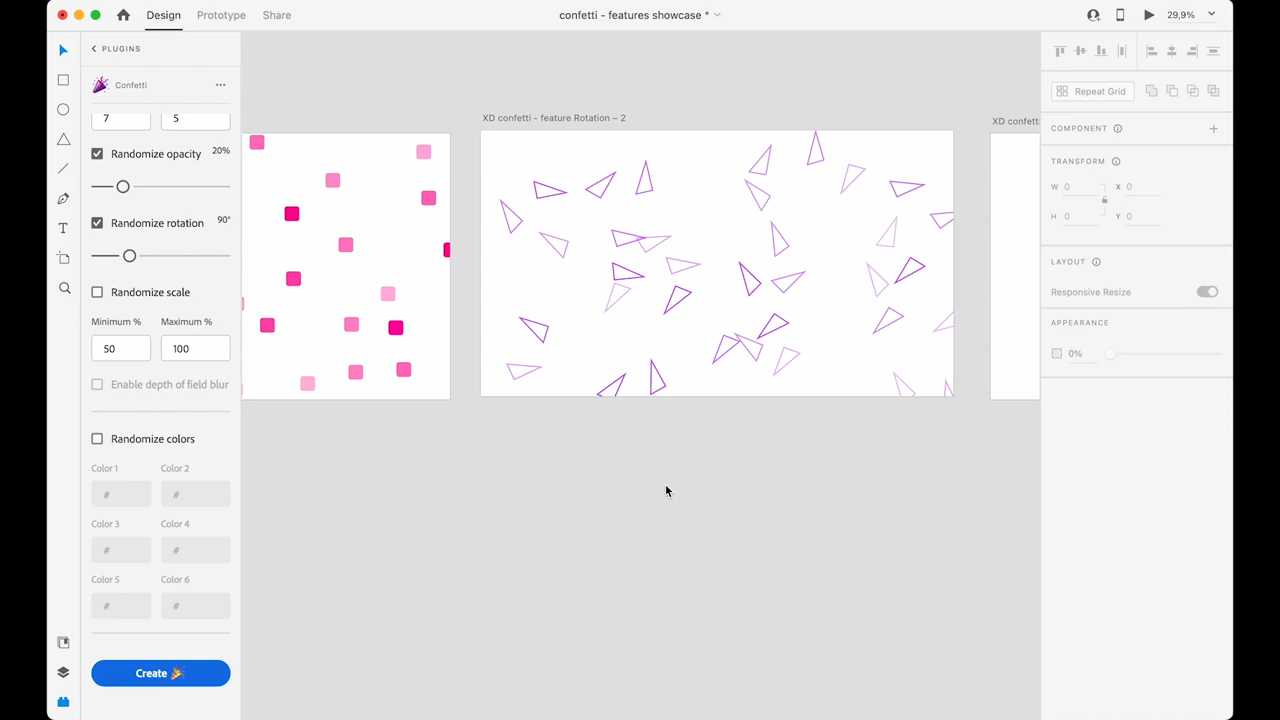 Design
Prototype
Share
confetti - features showcase *
29,9%
PLUGINS
Confetti
7
5
Randomize opacity
20%
Randomize rotation
90°
Randomize scale
Minimum %
Maximum %
50
100
Enable depth of field blur
Randomize colors
Color 1
Color 2
#
#
Color 3
Color 4
#
#
Color 5
Color 6
#
#
Create
XD confetti - feature Rotation – 2
XD confetti
Repeat Grid
COMPONENT
TRANSFORM
W 0
X 0
H 0
Y 0
LAYOUT
Responsive Resize
APPEARANCE
0%